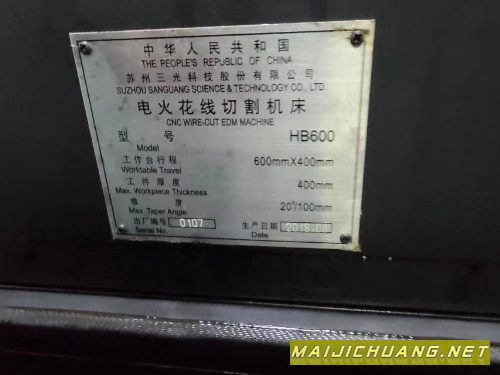 中华人民共和国
THE PEOPLE'S REPUBLIC OF CHINA
苏州三光科技股份有限公司
SUZHOU SANGUANG SCIENCE & TECHNOLOGY CO., LTD.
电火花线切割机床
CNC WIRE-CUT EDM MACHINE
型号 HB600
Model
工作台行程 600mmX400mm
Worktable Travel
工件厚度 400mm
Max. Workpiece Thickness
锥度 20°/100mm
Max Taper Angle
出厂编号 0107 生产日期
Serial No. Date
MAIJICHUANG.NET